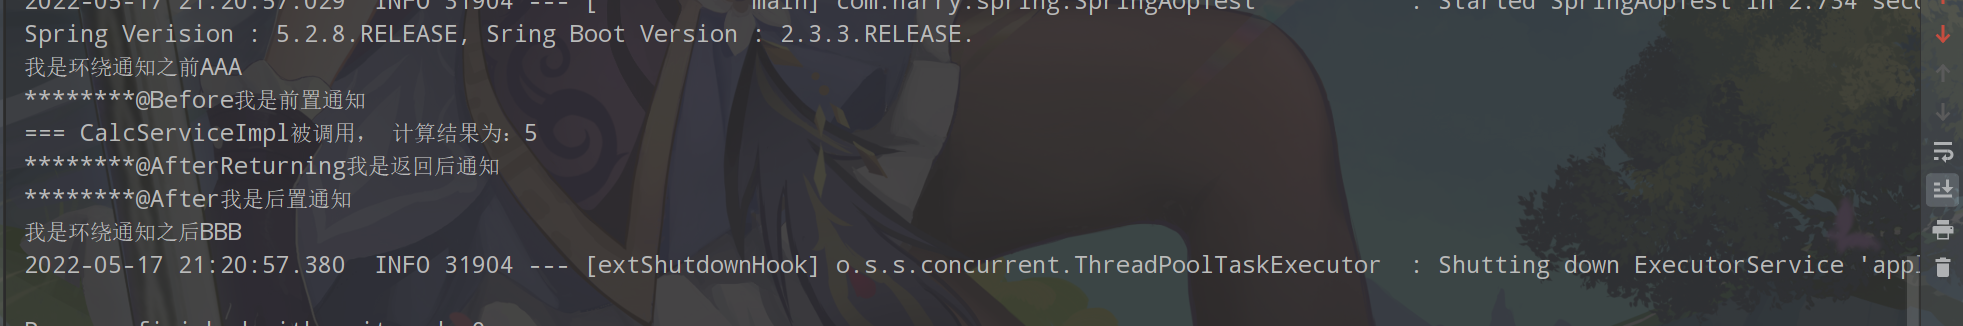 2022-05-17 21:20:57.029  INFO 31904 --- [           main] com.harry.spring.SpringAopTest           : Started SpringAopTest in 2.734 seco
Spring Verision : 5.2.8.RELEASE, Sring Boot Version : 2.3.3.RELEASE.
我是环绕通知之前AAA
********@Before我是前置通知
=== CalcServiceImpl被调用， 计算结果为：5
********@AfterReturning我是返回后通知
********@After我是后置通知
我是环绕通知之后BBB
2022-05-17 21:20:57.380  INFO 31904 --- [extShutdownHook] o.s.s.concurrent.ThreadPoolTaskExecutor  : Shutting down ExecutorService 'appl